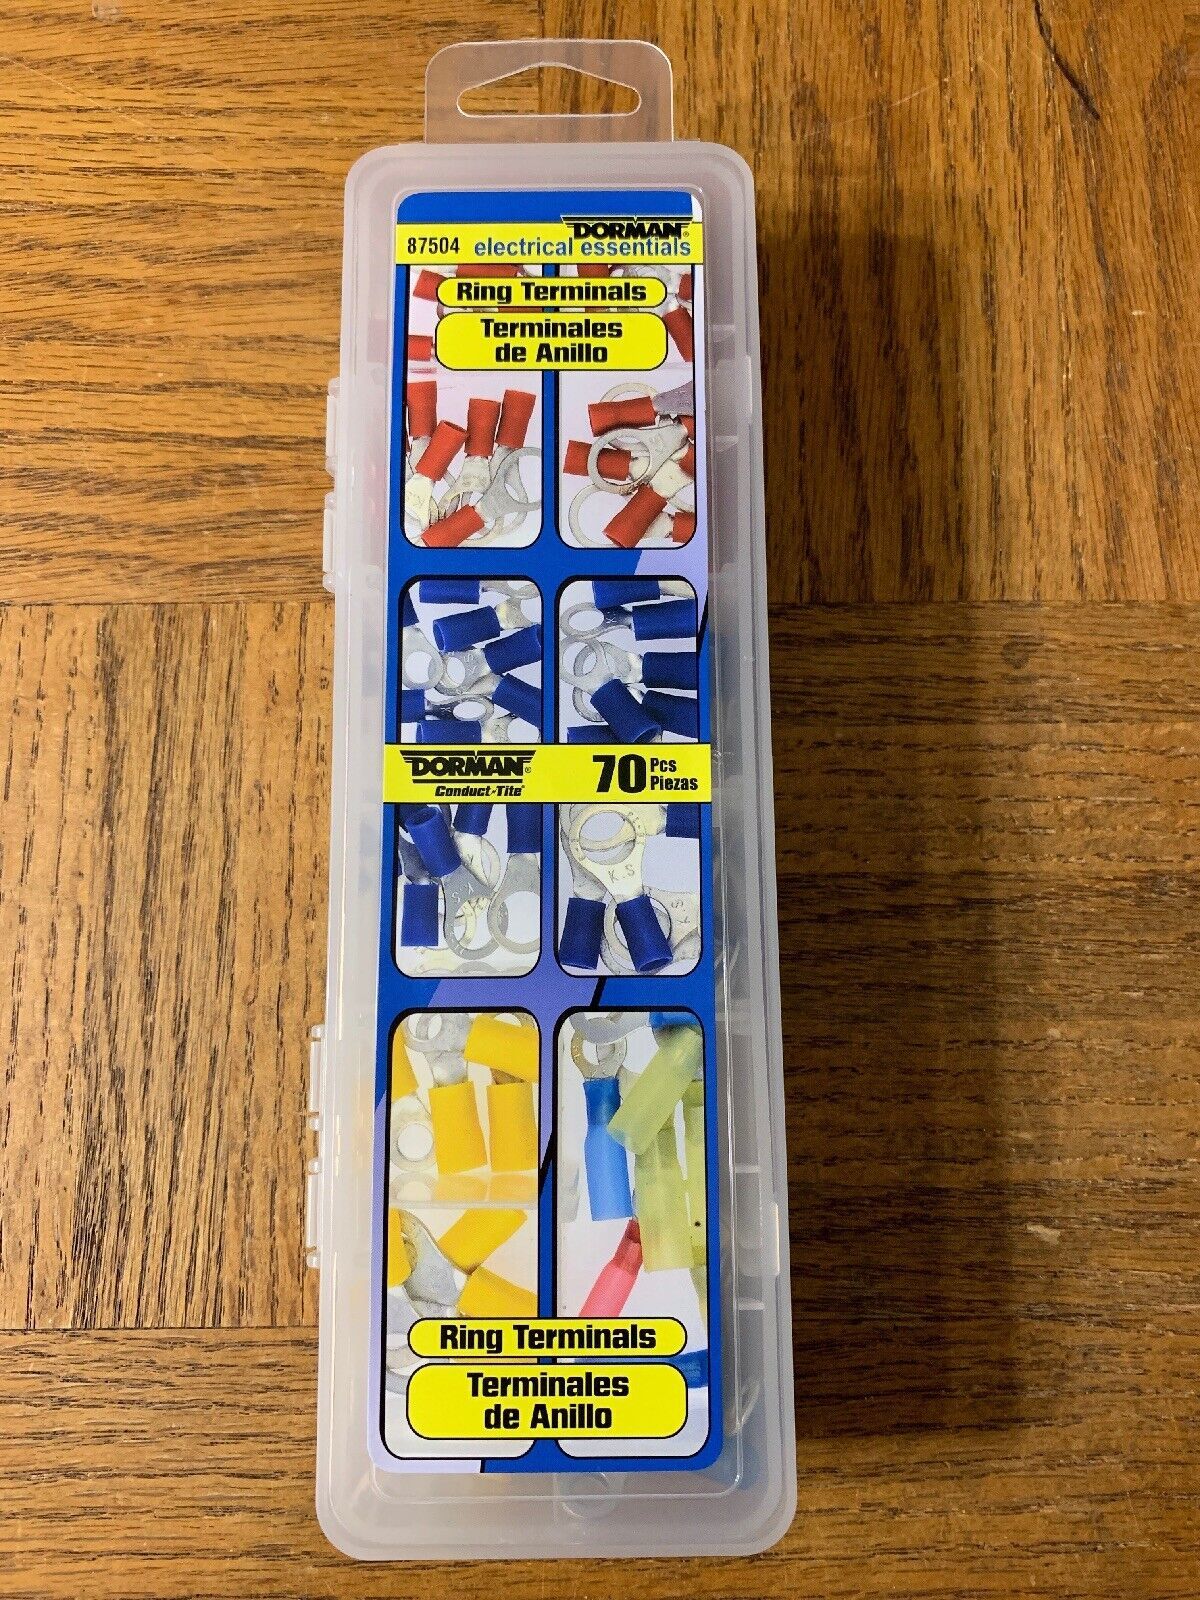 DORMAN®
87504 electrical essentials
Ring Terminals
Terminales
de Anillo
DORMAN®
Conduct-Tite®
70 Pcs
Piezas
K.S
Ring Terminals
Terminales
de Anillo